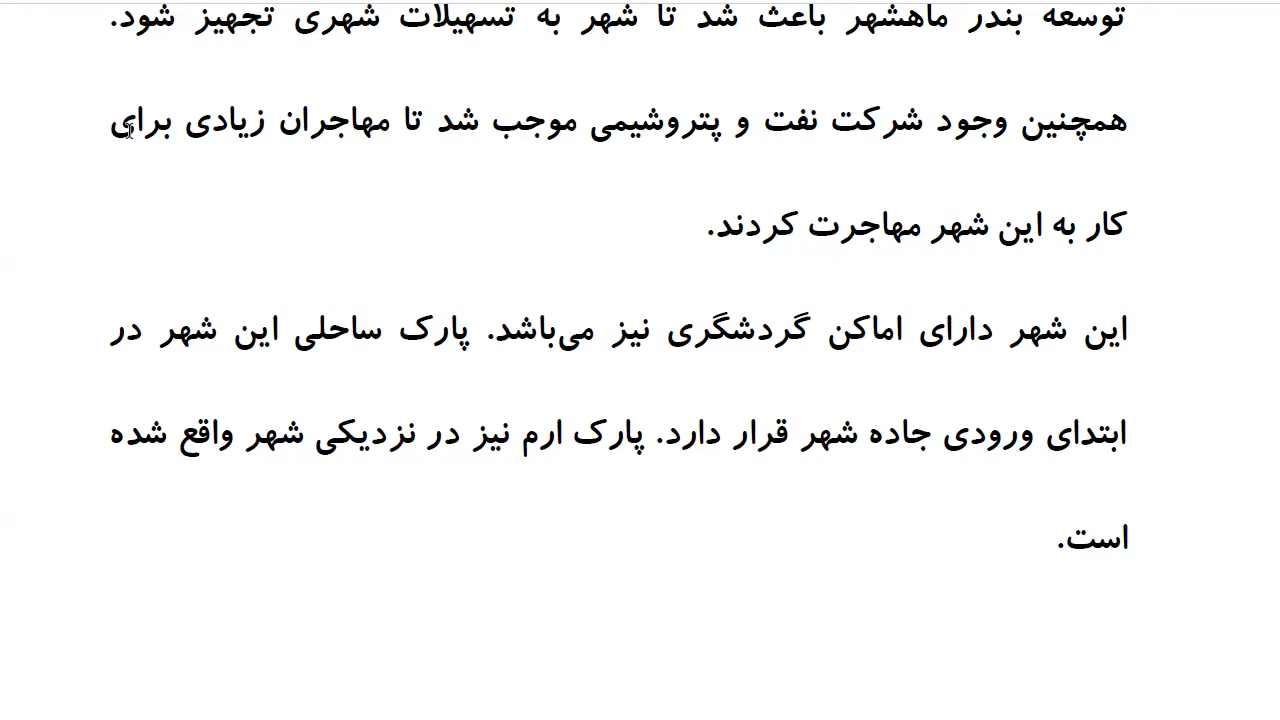 توسعه بندر ماهشهر باعث شد تا شهر به تسهیلات شهری تجهیز شود.
همچنین وجود شرکت نفت و پتروشیمی موجب شد تا مهاجران زیادی برای
کار به این شهر مهاجرت کردند.
این شهر دارای اماکن گردشگری نیز می‌باشد. پارک ساحلی این شهر در
ابتدای ورودی جاده شهر قرار دارد. پارک ارم نیز در نزدیکی شهر واقع شده
است.